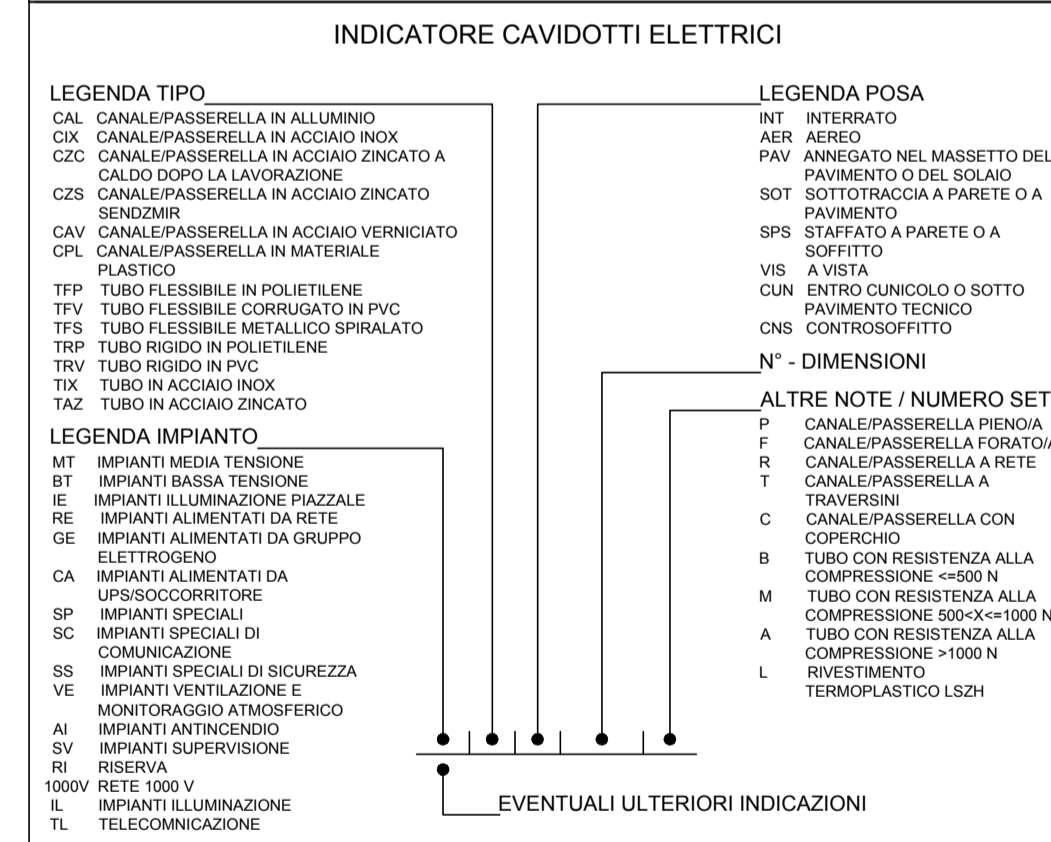 INDICATORE CAVIDOTTI ELETTRICI
LEGENDA TIPO
CAL CANALE/PASSERELLA IN ALLUMINIO
CIX CANALE/PASSERELLA IN ACCIAIO INOX
CZC CANALE/PASSERELLA IN ACCIAIO ZINCATO A
CALDO DOPO LA LAVORAZIONE
CZS CANALE/PASSERELLA IN ACCIAIO ZINCATO
SENDZMIR
CAV CANALE/PASSERELLA IN ACCIAIO VERNICIATO
CPL CANALE/PASSERELLA IN MATERIALE
PLASTICO
TFP TUBO FLESSIBILE IN POLIETILENE
TFV TUBO FLESSIBILE CORRUGATO IN PVC
TFS TUBO FLESSIBILE METALLICO SPIRALATO
TRP TUBO RIGIDO IN POLIETILENE
TRV TUBO RIGIDO IN PVC
TIX TUBO IN ACCIAIO INOX
TAZ TUBO IN ACCIAIO ZINCATO
LEGENDA IMPIANTO
MT IMPIANTI MEDIA TENSIONE
BT IMPIANTI BASSA TENSIONE
IE IMPIANTI ILLUMINAZIONE PIAZZALE
RE IMPIANTI ALIMENTATI DA RETE
GE IMPIANTI ALIMENTATI DA GRUPPO
ELETTROGENO
CA IMPIANTI ALIMENTATI DA
UPS/SOCCORRITORE
SP IMPIANTI SPECIALI
SC IMPIANTI SPECIALI DI
COMUNICAZIONE
SS IMPIANTI SPECIALI DI SICUREZZA
VE IMPIANTI VENTILAZIONE E
MONITORAGGIO ATMOSFERICO
AI IMPIANTI ANTINCENDIO
SV IMPIANTI SUPERVISIONE
RI RISERVA
1000V RETE 1000 V
IL IMPIANTI ILLUMINAZIONE
TL TELECOMNICAZIONE
LEGENDA POSA
INT INTERRATO
AER AEREO
PAV ANNEGATO NEL MASSETTO DEL
PAVIMENTO O DEL SOLAIO
SOT SOTTOTRACCIA A PARETE O A
PAVIMENTO
SPS STAFFATO A PARETE O A
SOFFITTO
VIS A VISTA
CUN ENTRO CUNICOLO O SOTTO
PAVIMENTO TECNICO
CNS CONTROSOFFITTO
N° - DIMENSIONI
ALTRE NOTE / NUMERO SET
P CANALE/PASSERELLA PIENO/A
F CANALE/PASSERELLA FORATO/A
R CANALE/PASSERELLA A RETE
T CANALE/PASSERELLA A
TRAVERSINI
C CANALE/PASSERELLA CON
COPERCHIO
B TUBO CON RESISTENZA ALLA
COMPRESSIONE <=500 N
M TUBO CON RESISTENZA ALLA
COMPRESSIONE 500<X<=1000 N
A TUBO CON RESISTENZA ALLA
COMPRESSIONE >1000 N
L RIVESTIMENTO
TERMOPLASTICO LSZH
EVENTUALI ULTERIORI INDICAZIONI